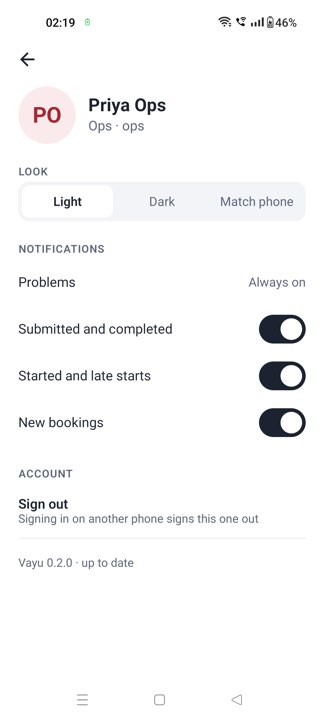 02:19
46%
PO
Priya Ops
Ops · ops
LOOK
Light Dark Match phone
NOTIFICATIONS
Problems Always on
Submitted and completed
Started and late starts
New bookings
ACCOUNT
Sign out
Signing in on another phone signs this one out
Vayu 0.2.0 · up to date